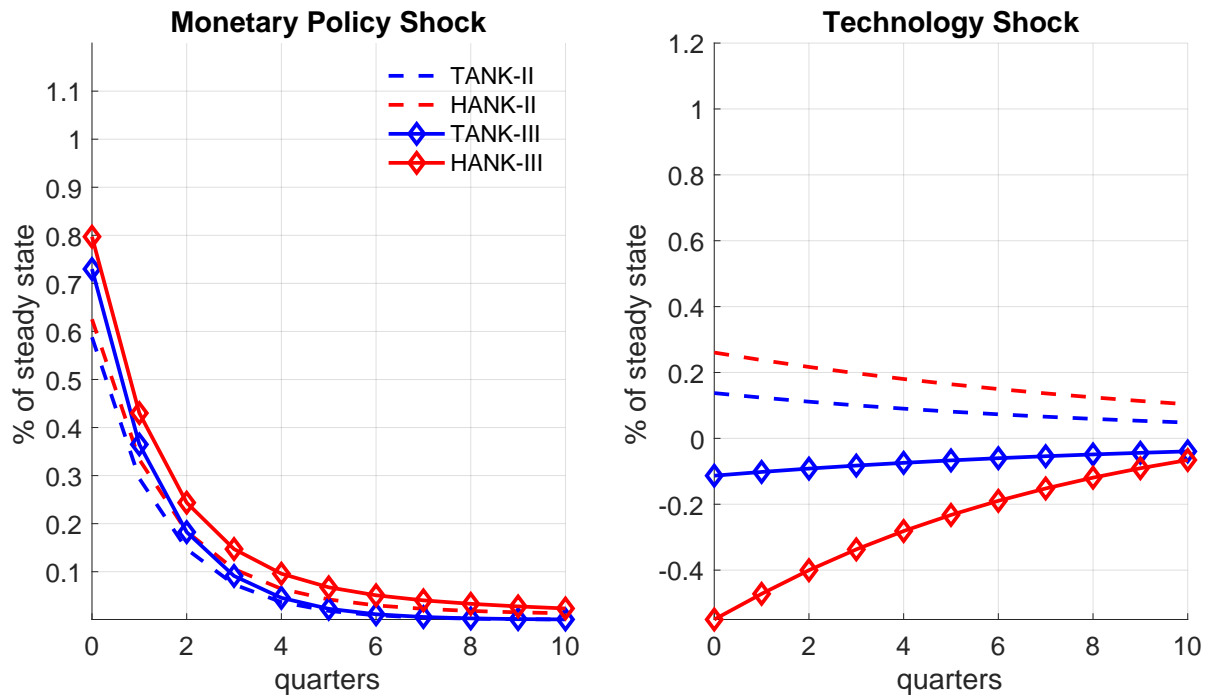 Monetary Policy Shock
TANK-II
HANK-II
TANK-III
HANK-III
1.1
1
0.9
0.8
0.7
0.6
0.5
0.4
0.3
0.2
0.1
% of steady state
0 2 4 6 8 10
quarters
Technology Shock
1.2
1
0.8
0.6
0.4
0.2
0
-0.2
-0.4
% of steady state
0 2 4 6 8 10
quarters